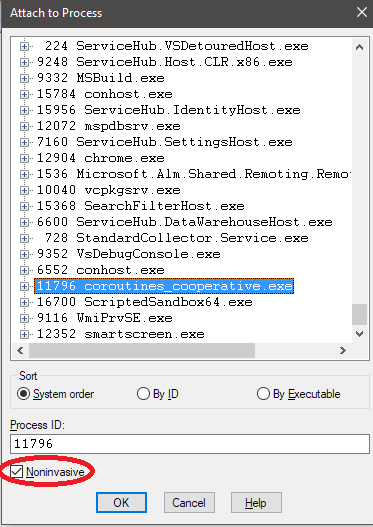 Attach to Process
224 ServiceHub.VSDetouredHost.exe
9248 ServiceHub.Host.CLR.x86.exe
9332 MSBuild.exe
15784 conhost.exe
15956 ServiceHub.IdentityHost.exe
12072 mspdbsrv.exe
7160 ServiceHub.SettingsHost.exe
12904 chrome.exe
1536 Microsoft.Alm.Shared.Remoting.Remo
10040 vcpkgsrv.exe
15368 SearchFilterHost.exe
6600 ServiceHub.DataWarehouseHost.exe
728 StandardCollector.Service.exe
9352 VsDebugConsole.exe
6552 conhost.exe
11796 coroutines_cooperative.exe
16700 ScriptedSandbox64.exe
9116 WmiPrvSE.exe
12352 smartscreen.exe
Sort
System order By ID By Executable
Process ID:
11796
Noninvasive
OK Cancel Help